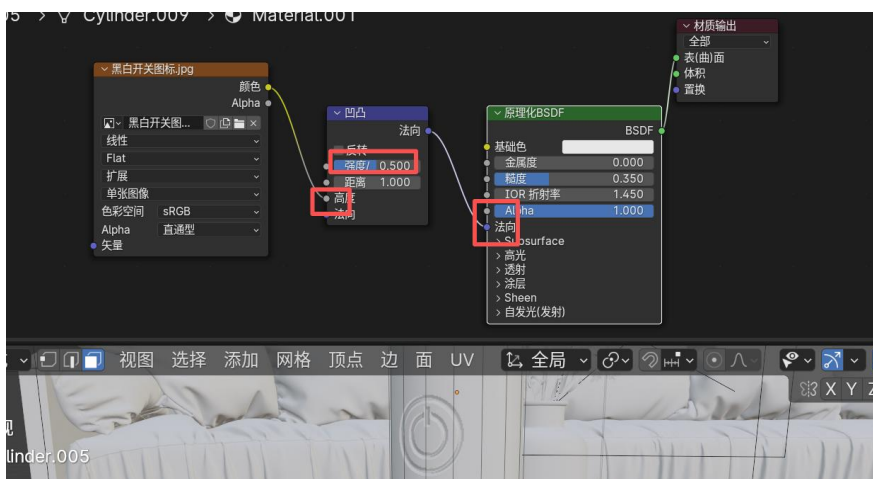 05 > Cylinder.009 > Material.001
材质输出
全部
表(曲)面
体积
置换
黑白开关图标.jpg
颜色
Alpha
黑白开关图...
线性
Flat
扩展
单张图像
色彩空间 sRGB
Alpha 直通型
矢量
凹凸
法向
反转
强度/ 0.500
距离 1.000
高度
法向
原理化BSDF
BSDF
基础色
金属度 0.000
糙度 0.350
IOR 折射率 1.450
Alpha 1.000
法向
Subsurface
高光
透射
涂层
Sheen
自发光(发射)
视图 选择 添加 网格 顶点 边 面 UV 全局
X Y Z
linder.005